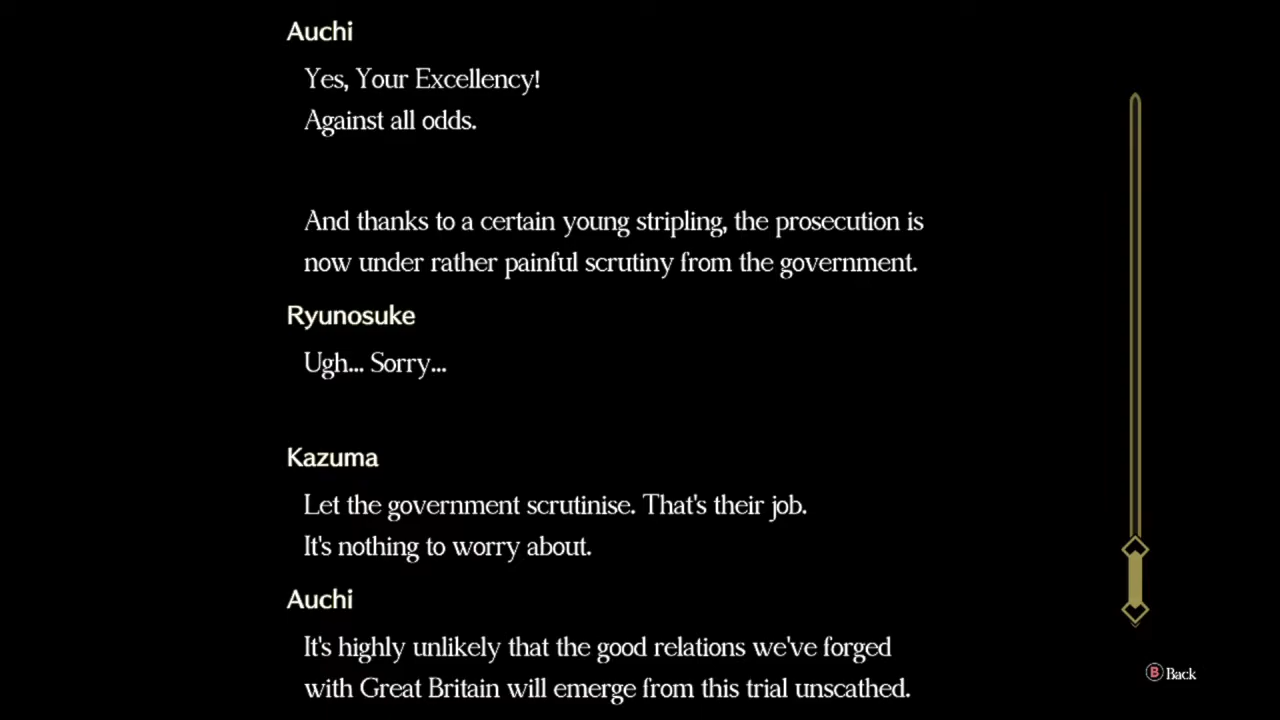 Auchi
Yes, Your Excellency!
Against all odds.
And thanks to a certain young stripling, the prosecution is
now under rather painful scrutiny from the government.
Ryunosuke
Ugh... Sorry...
Kazuma
Let the government scrutinise. That's their job.
It's nothing to worry about.
Auchi
It's highly unlikely that the good relations we've forged
with Great Britain will emerge from this trial unscathed.
B Back